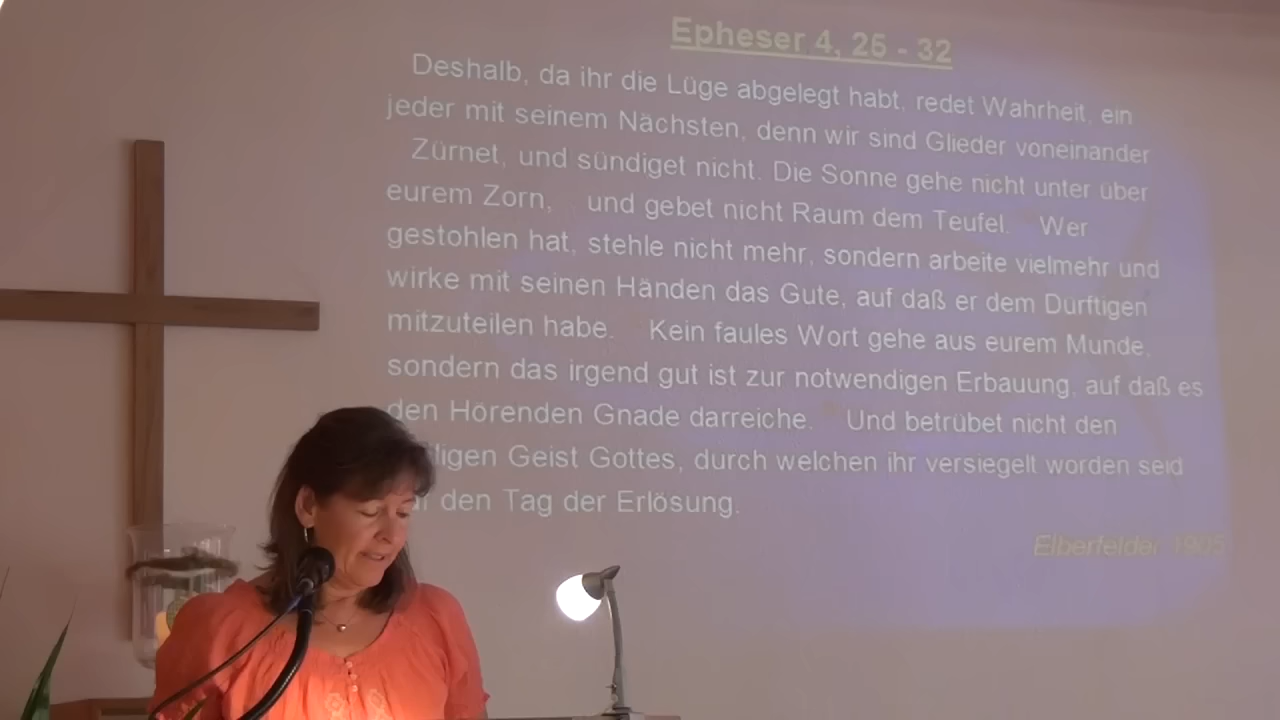 Epheser 4, 25 - 32
Deshalb, da ihr die Lüge abgelegt habt, redet Wahrheit, ein
jeder mit seinem Nächsten, denn wir sind Glieder voneinander
Zürnet, und sündiget nicht. Die Sonne gehe nicht unter über
eurem Zorn, und gebet nicht Raum dem Teufel. Wer
gestohlen hat, stehle nicht mehr, sondern arbeite vielmehr und
wirke mit seinen Händen das Gute, auf daß er dem Dürftigen
mitzuteilen habe. Kein faules Wort gehe aus eurem Munde,
sondern das irgend gut ist zur notwendigen Erbauung, auf daß es
den Hörenden Gnade darreiche. Und betrübet nicht den
Geist Gottes, durch welchen ihr versiegelt worden seid
den Tag der Erlösung.
Elberfelder 1905